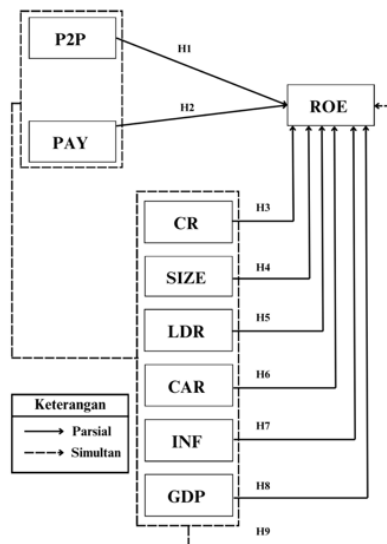 P2P
H1
ROE
H2
PAY
CR
H3
SIZE
H4
LDR
H5
CAR
H6
INF
H7
GDP
H8
H9
Keterangan
Parsial
Simultan